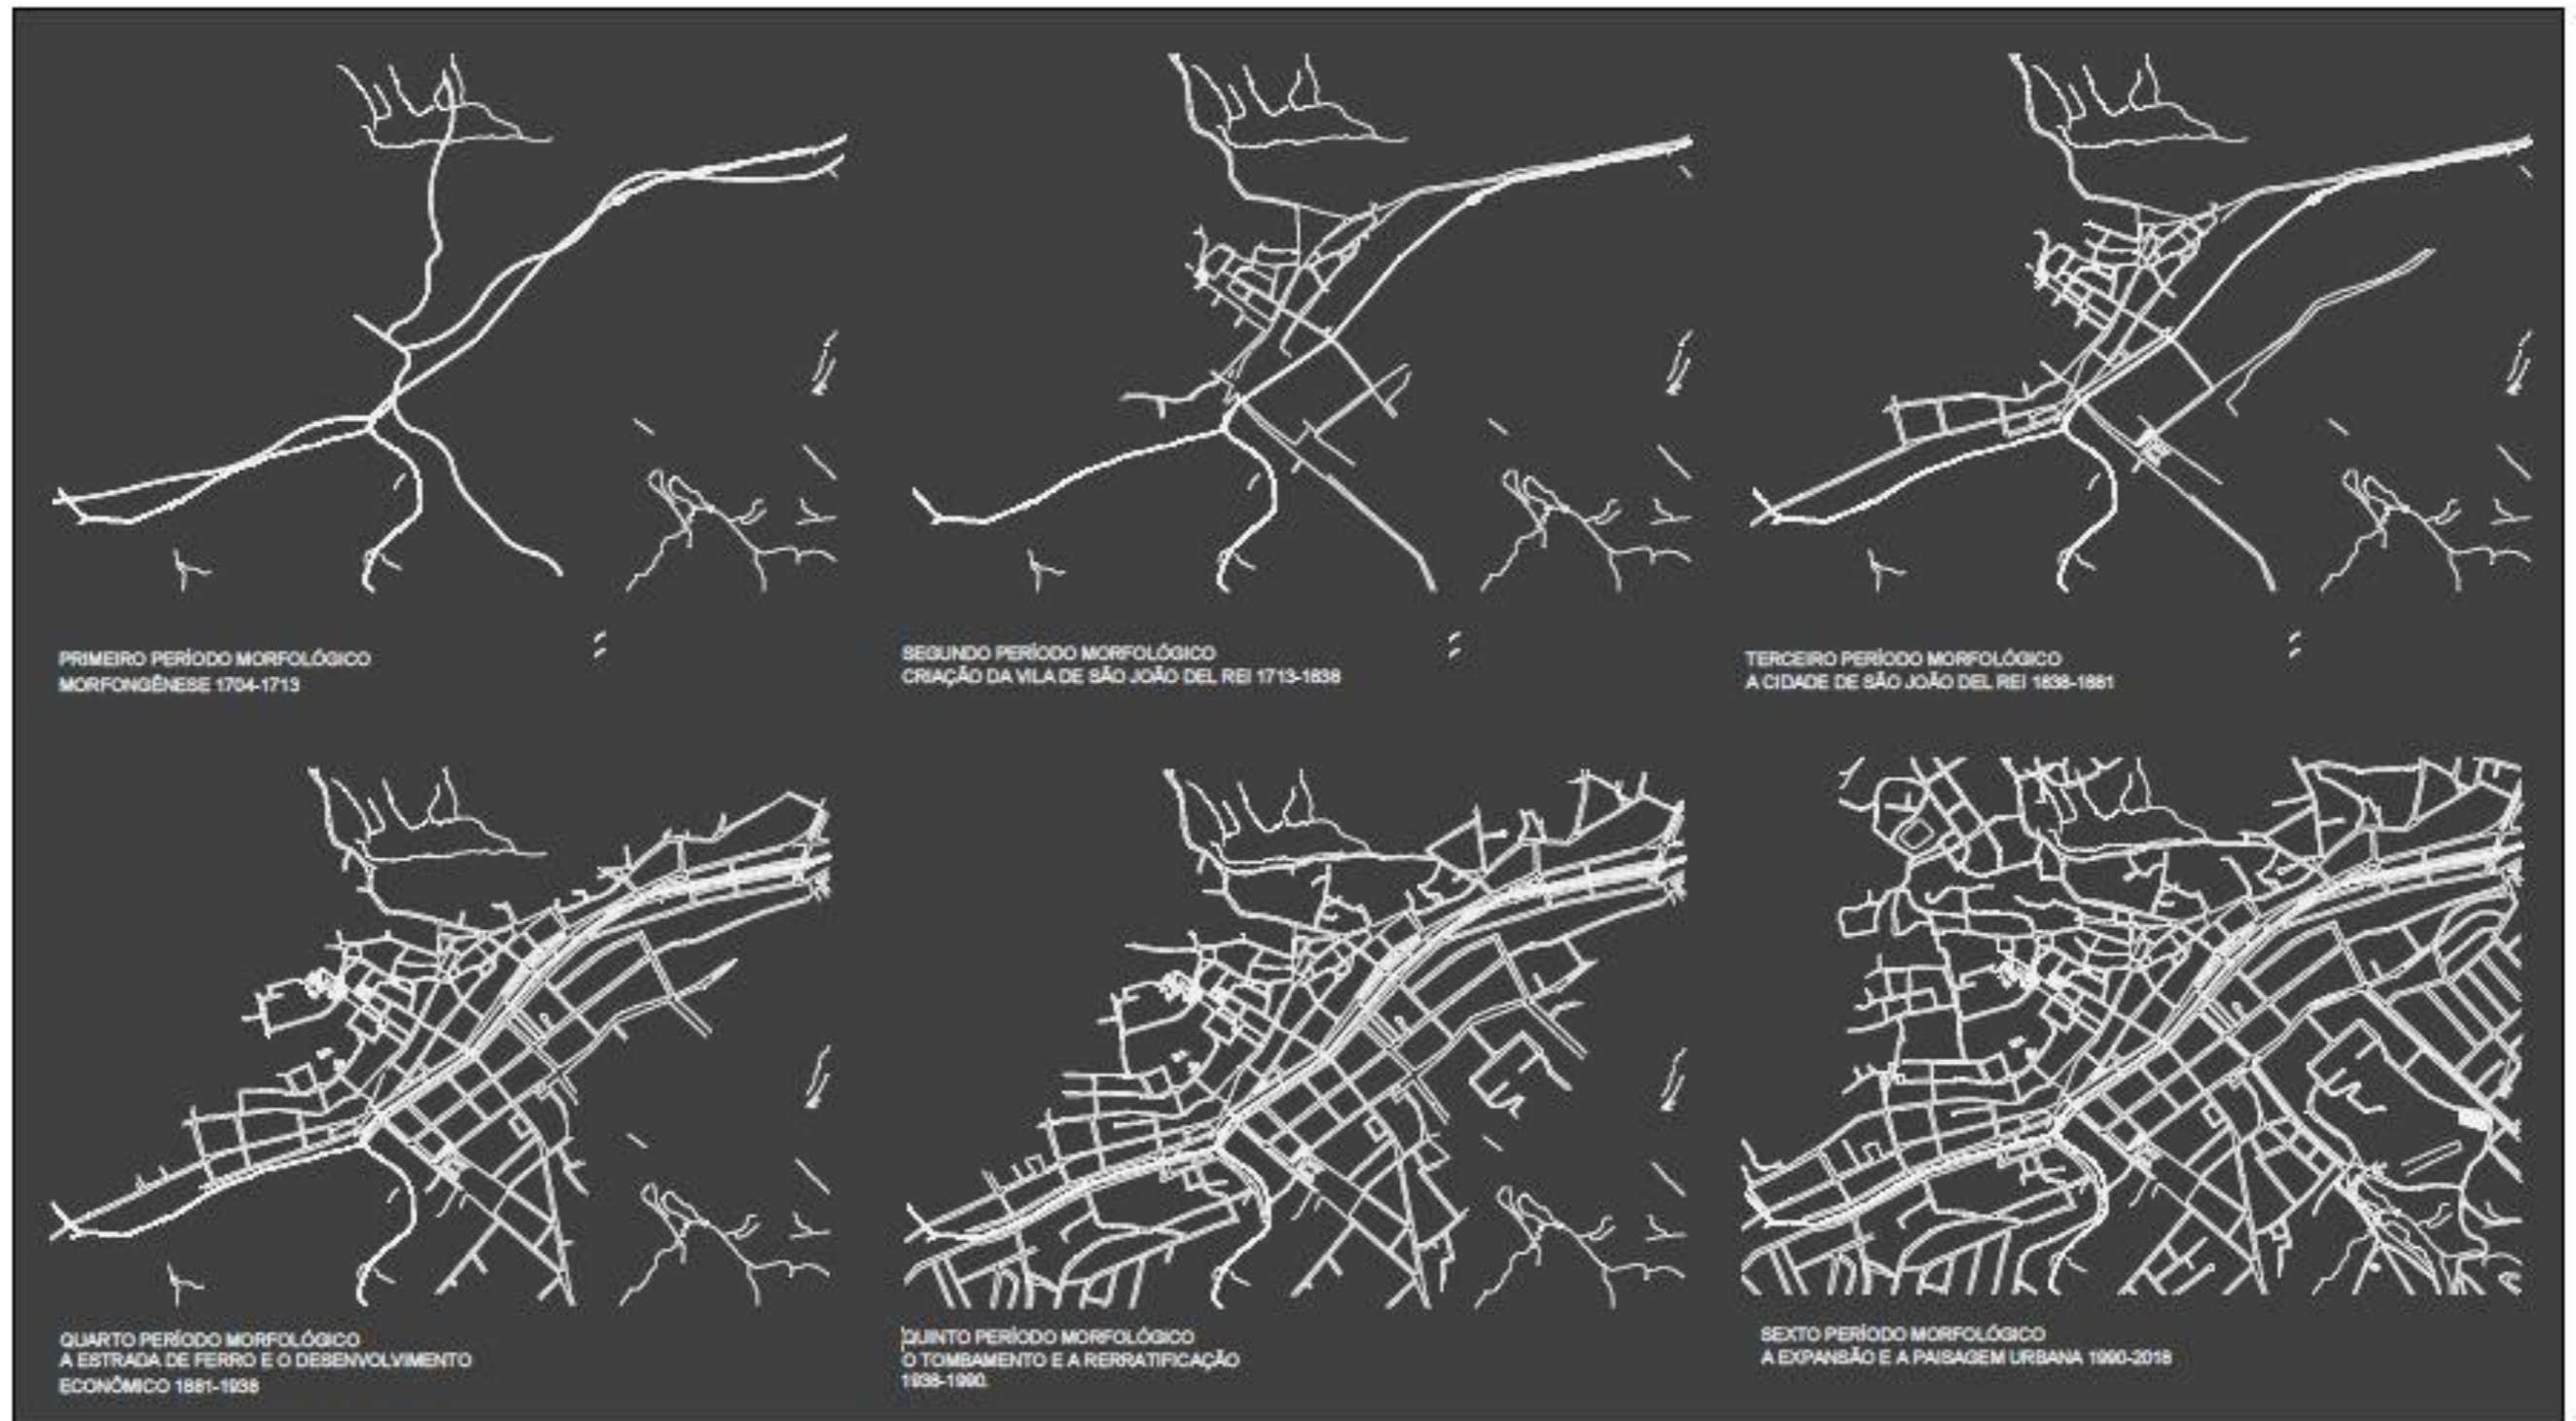 PRIMEIRO PERÍODO MORFOLÓGICO
MORFONGÊNESE 1704-1713
SEGUNDO PERÍODO MORFOLÓGICO
CRIAÇÃO DA VILA DE SÃO JOÃO DEL REI 1713-1838
TERCEIRO PERÍODO MORFOLÓGICO
A CIDADE DE SÃO JOÃO DEL REI 1838-1881
QUARTO PERÍODO MORFOLÓGICO
A ESTRADA DE FERRO E O DESENVOLVIMENTO
ECONÔMICO 1881-1938
QUINTO PERÍODO MORFOLÓGICO
O TOMBAMENTO E A RERRATIFICAÇÃO
1938-1990.
SEXTO PERÍODO MORFOLÓGICO
A EXPANSÃO E A PAISAGEM URBANA 1990-2018